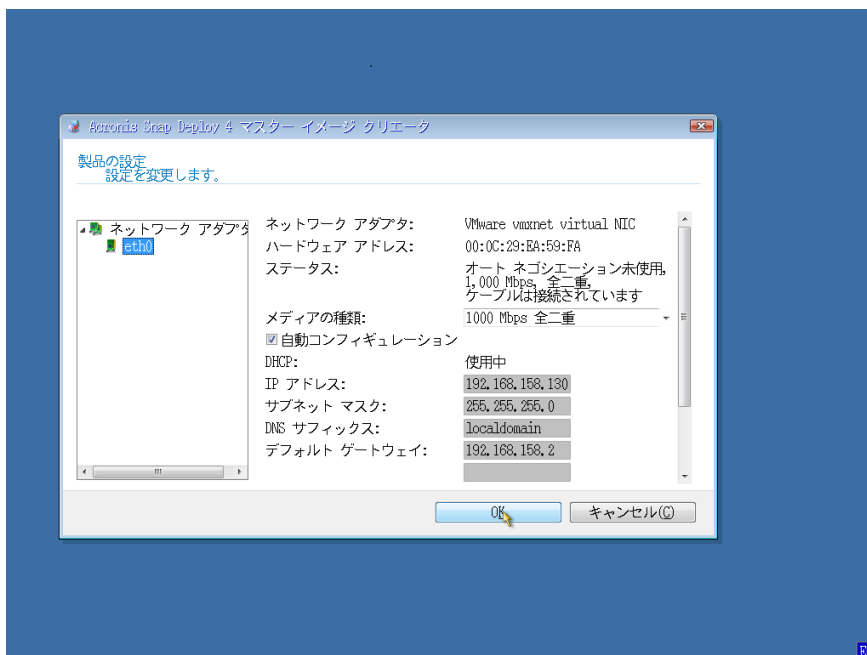 Acronis Snap Deploy 4 マスター イメージ クリエータ
製品の設定
設定を変更します。
ネットワーク アダプタ
eth0
ネットワーク アダプタ: VMware vmxnet virtual NIC
ハードウェア アドレス: 00:0C:29:EA:59:FA
ステータス: オート ネゴシエーション未使用,
1,000 Mbps, 全二重,
ケーブルは接続されています
メディアの種類: 1000 Mbps 全二重
自動コンフィギュレーション
DHCP: 使用中
IP アドレス: 192.168.158.130
サブネット マスク: 255.255.255.0
DNS サフィックス: localdomain
デフォルト ゲートウェイ: 192.168.158.2
OK
キャンセル(C)